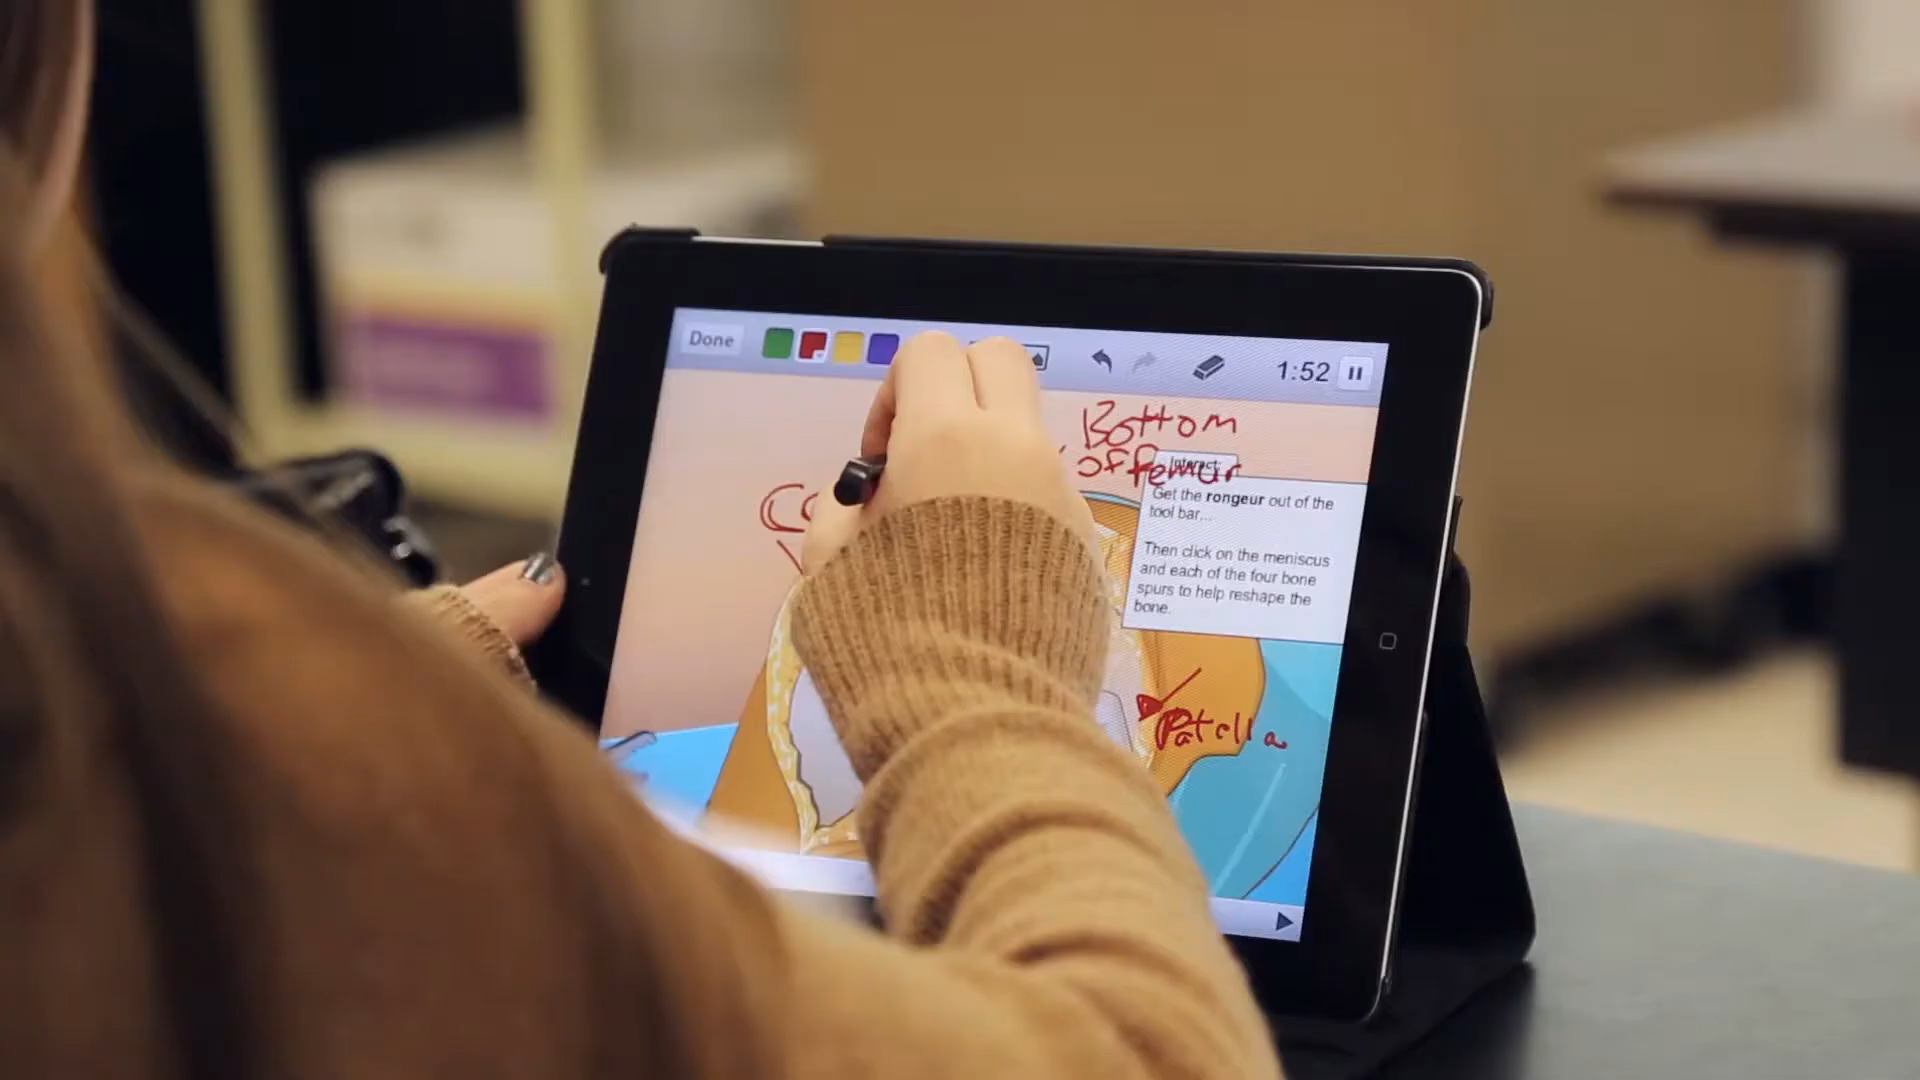 Done
1:52
Bottom
of femur
Interact:
Get the rongeur out of the
tool bar...
Then click on the meniscus
and each of the four bone
spurs to help reshape the
bone.
Patella